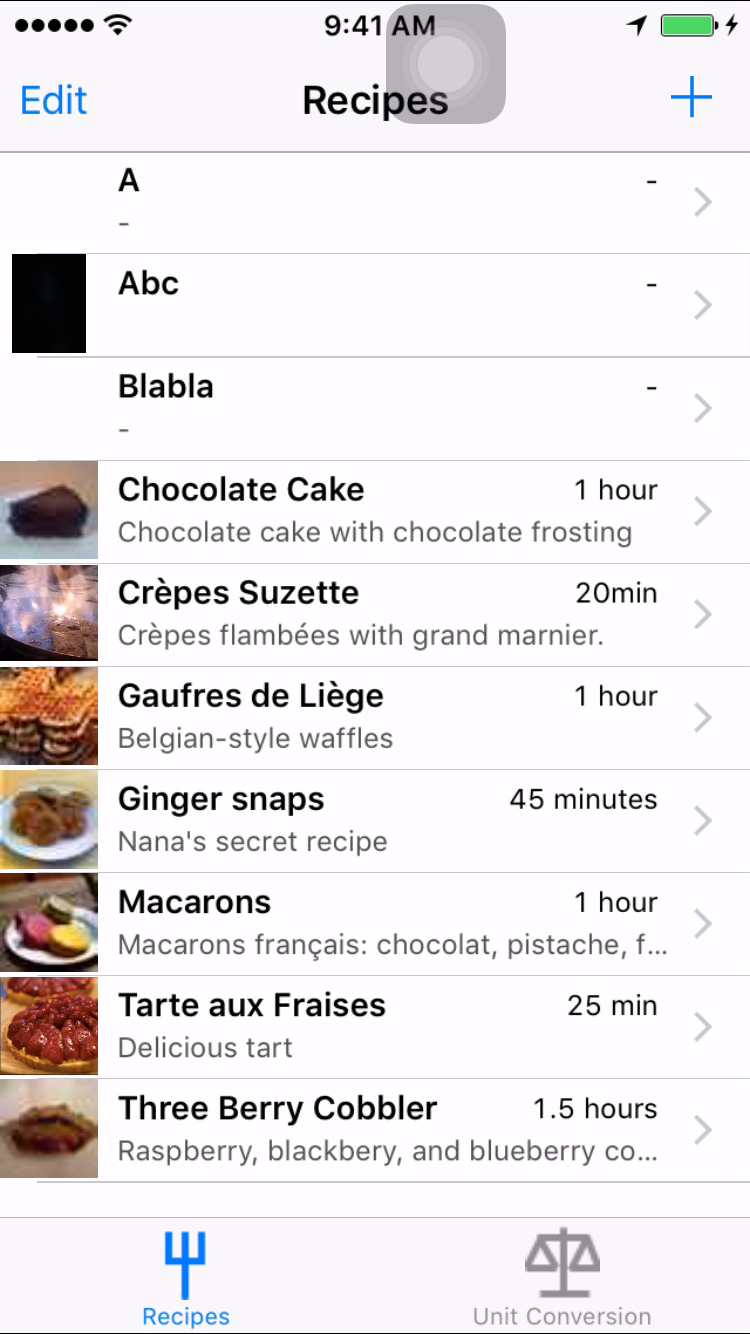 9:41 AM
Edit
Recipes
+
A
-
-
Abc
-
Blabla
-
-
Chocolate Cake
1 hour
Chocolate cake with chocolate frosting
Crèpes Suzette
20min
Crèpes flambées with grand marnier.
Gaufres de Liège
1 hour
Belgian-style waffles
Ginger snaps
45 minutes
Nana's secret recipe
Macarons
1 hour
Macarons français: chocolat, pistache, f...
Tarte aux Fraises
25 min
Delicious tart
Three Berry Cobbler
1.5 hours
Raspberry, blackbery, and blueberry co...
Recipes
Unit Conversion